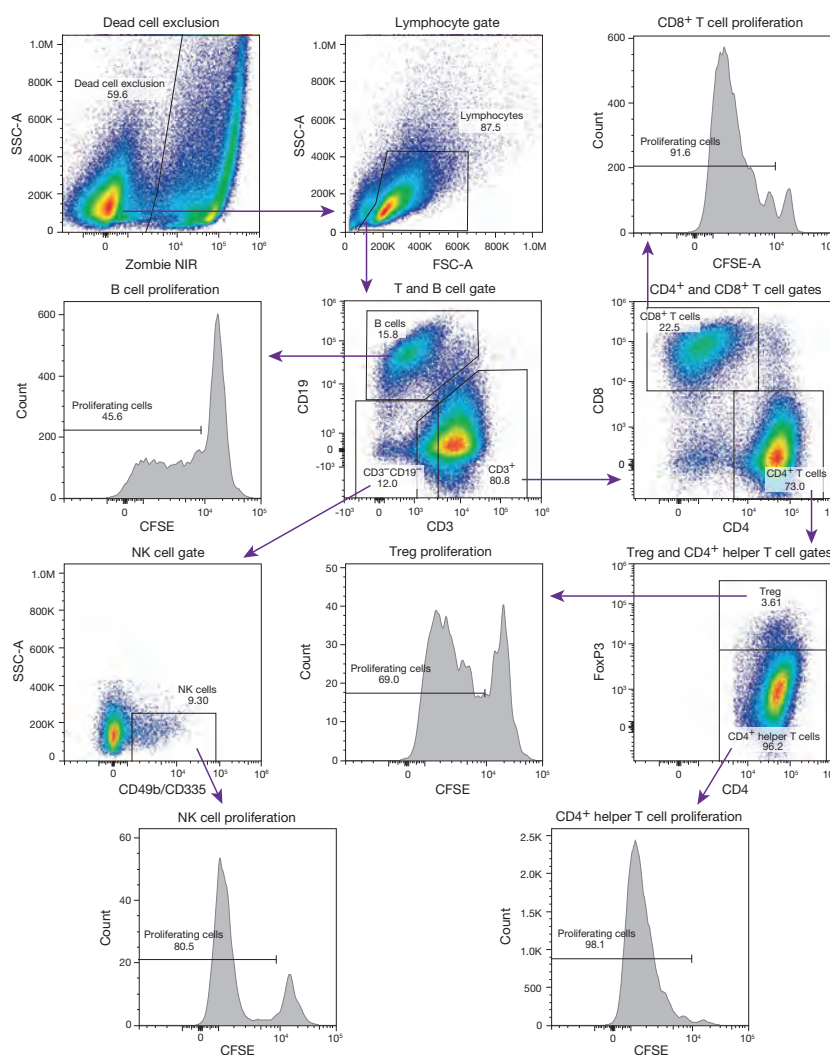 Dead cell exclusion
1.0M
800K
600K
400K
200K
0
SSC-A
Dead cell exclusion
59.6
0
10⁴
10⁵
10⁶
Zombie NIR
Lymphocyte gate
1.0M
800K
600K
400K
200K
0
SSC-A
Lymphocytes
87.5
200K
400K
600K
800K
1.0M
FSC-A
CD8⁺ T cell proliferation
600
400
200
0
Count
Proliferating cells
91.6
0
10⁴
10⁵
CFSE-A
B cell proliferation
600
400
200
0
Count
Proliferating cells
45.6
0
10⁴
10⁵
CFSE
T and B cell gate
10⁶
10⁵
10⁴
10³
0
-10³
CD19
B cells
15.8
CD3⁻CD19⁻
12.0
CD3⁺
80.8
-10³
0
10³
10⁴
10⁵
10⁶
CD3
CD4⁺ and CD8⁺ T cell gates
10⁶
10⁵
10⁴
10³
0
CD8
CD8⁺ T cells
22.5
CD4⁺ T cells
73.0
0
10⁴
10⁵
10⁶
CD4
NK cell gate
1.0M
800K
600K
400K
200K
0
SSC-A
NK cells
9.30
0
10⁴
10⁵
10⁶
CD49b/CD335
Treg proliferation
50
40
30
20
10
0
Count
Proliferating cells
69.0
0
10⁴
10⁵
CFSE
Treg and CD4⁺ helper T cell gates
10⁶
10⁵
10⁴
10³
0
FoxP3
Treg
3.61
CD4⁺ helper T cells
96.2
0
10⁴
10⁵
10⁶
CD4
NK cell proliferation
60
40
20
0
Count
Proliferating cells
80.5
0
10⁴
10⁵
CFSE
CD4⁺ helper T cell proliferation
2.5K
2.0K
1.5K
1.0K
500
0
Count
Proliferating cells
98.1
0
10⁴
10⁵
CFSE